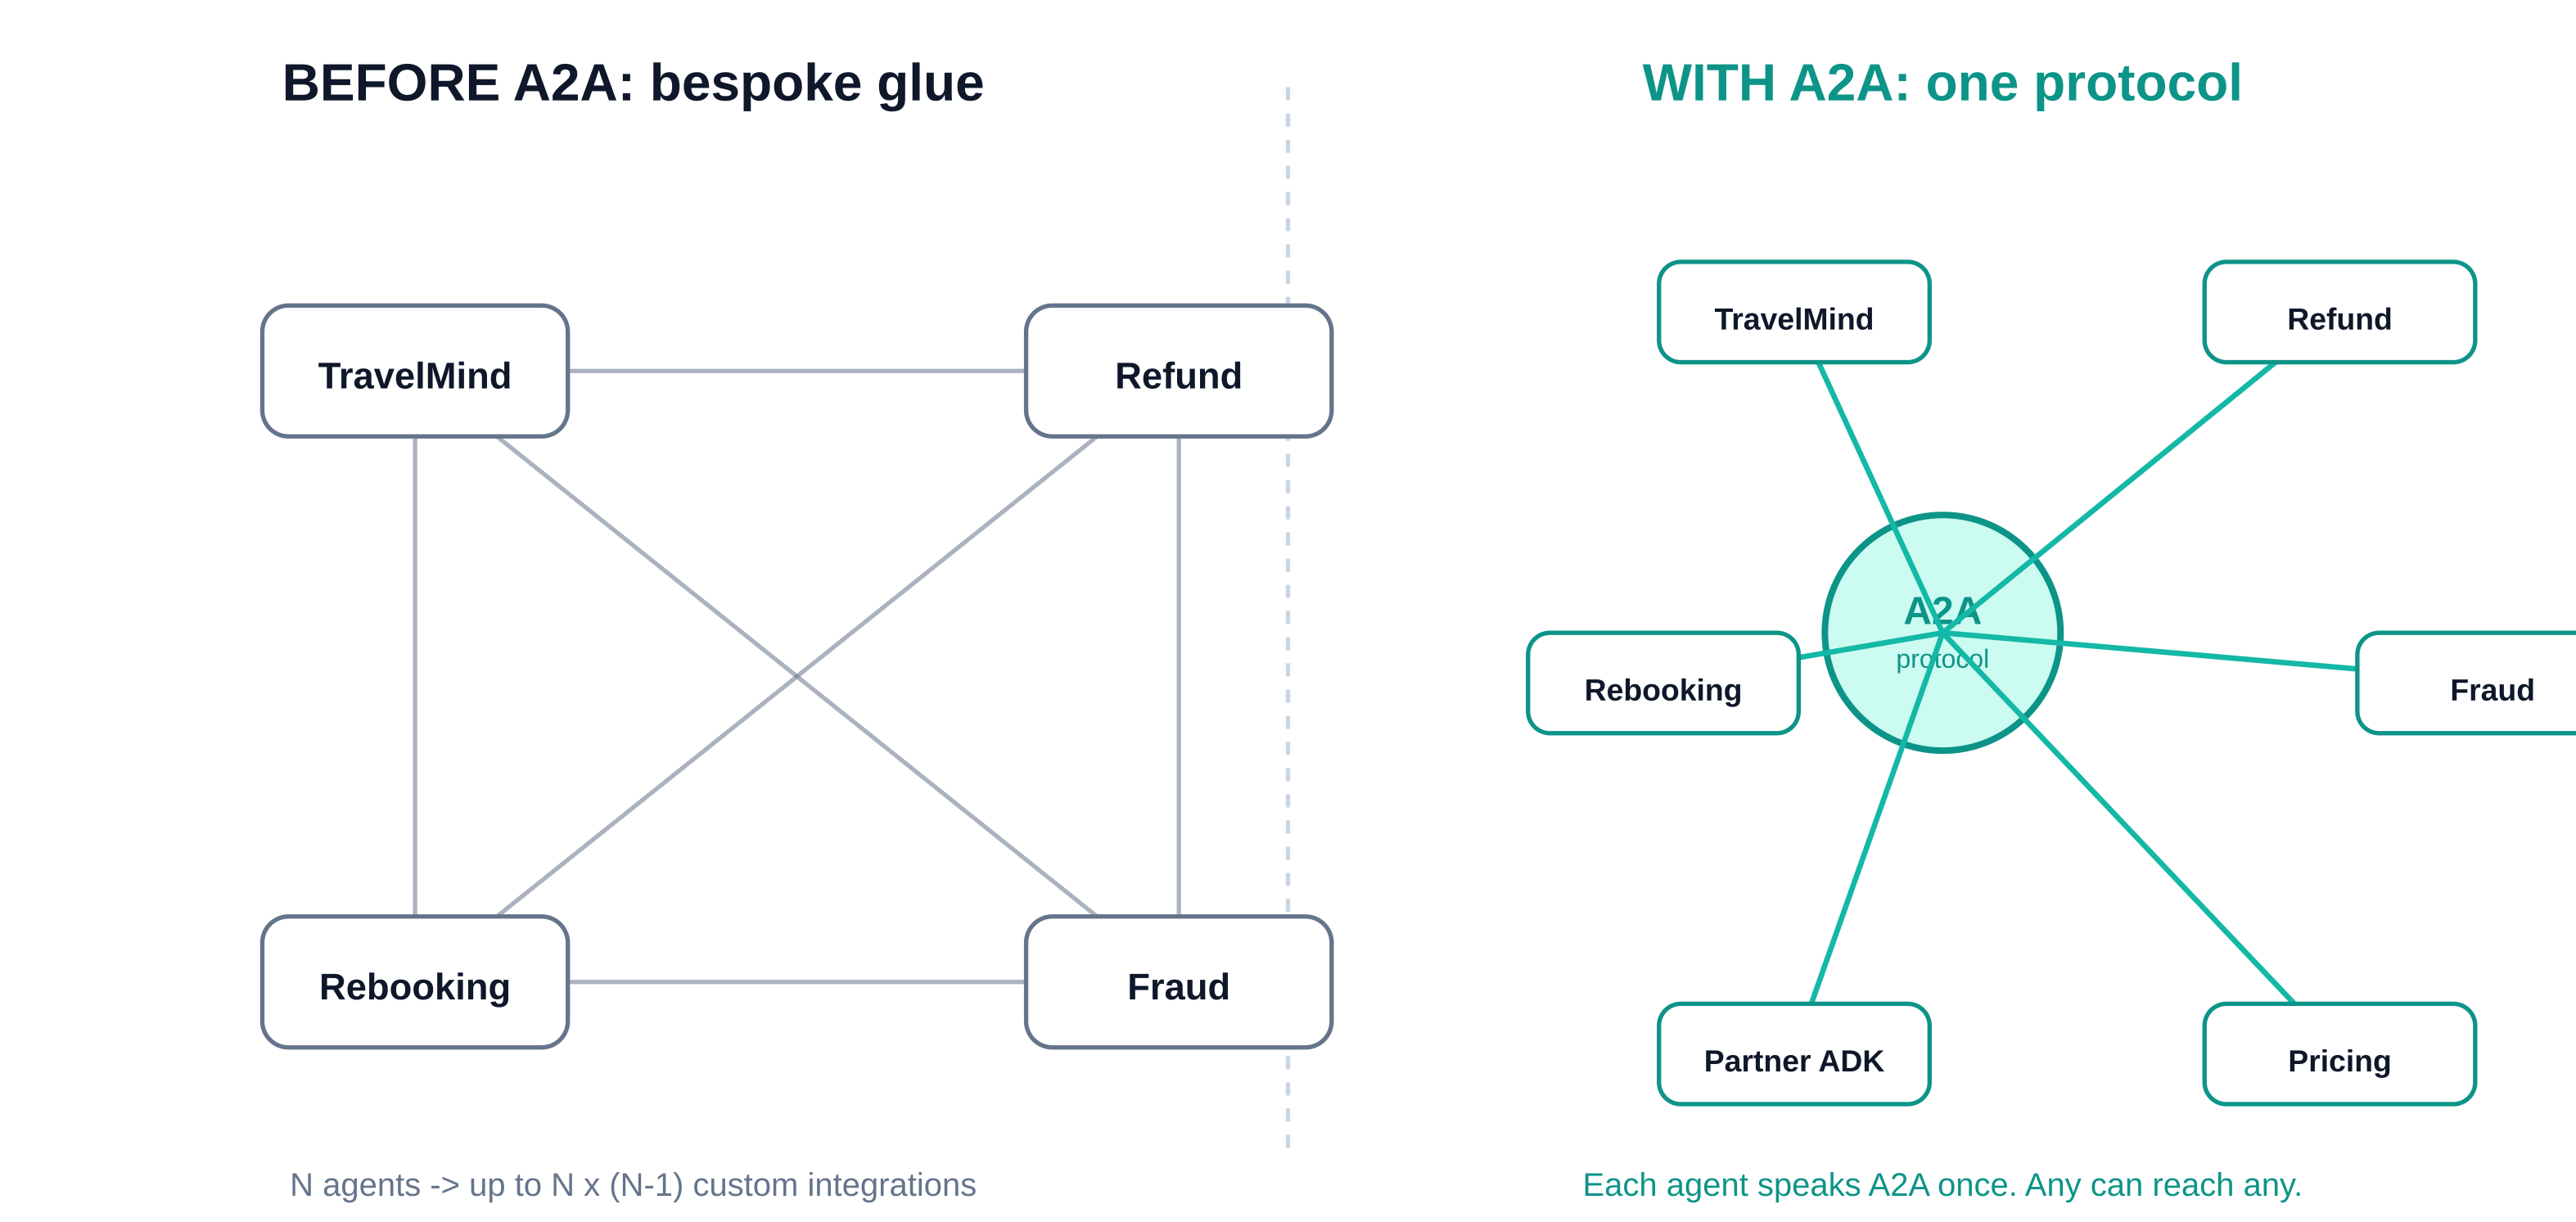 BEFORE A2A: bespoke glue
TravelMind
Refund
Rebooking
Fraud
N agents -> up to N x (N-1) custom integrations
WITH A2A: one protocol
TravelMind
Refund
A2A
protocol
Rebooking
Fraud
Partner ADK
Pricing
Each agent speaks A2A once. Any can reach any.